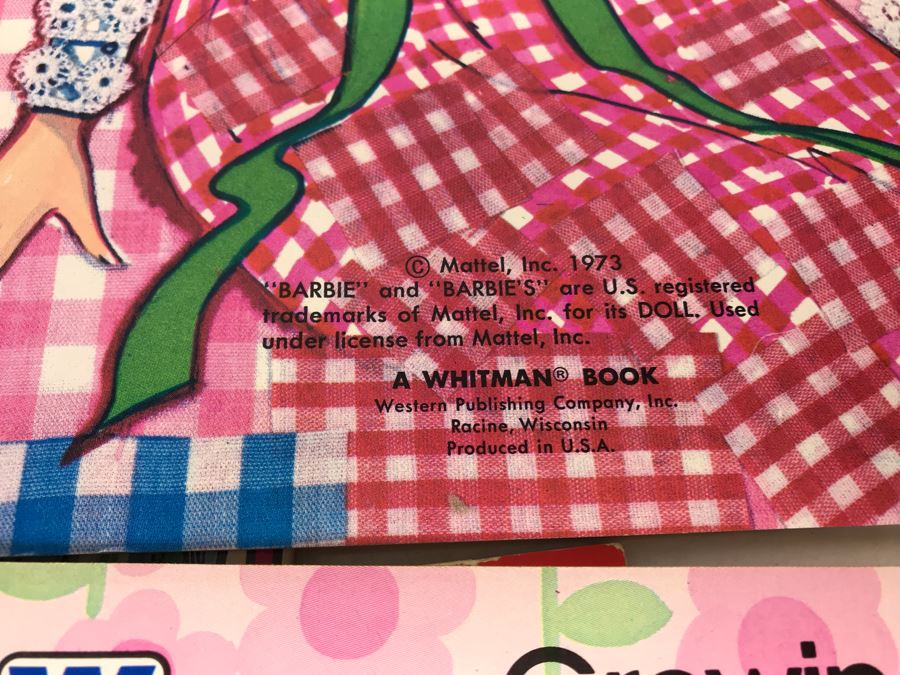 © Mattel, Inc. 1973
"BARBIE" and "BARBIE'S" are U.S. registered
trademarks of Mattel, Inc. for its DOLL. Used
under license from Mattel, Inc.
A WHITMAN® BOOK
Western Publishing Company, Inc.
Racine, Wisconsin
Produced in U.S.A.
W
Growin